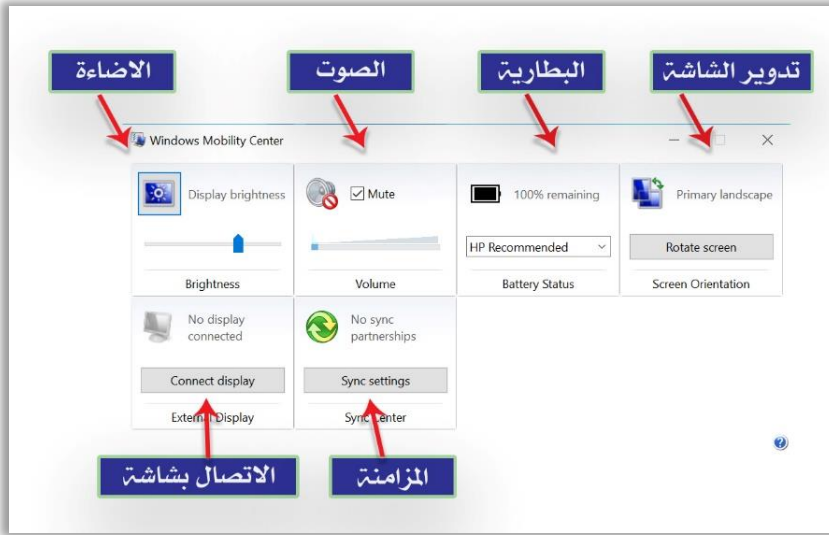 الاضاءة
الصوت
البطارية
تدوير الشاشة
Windows Mobility Center
Display brightness
Mute
100% remaining
Primary landscape
HP Recommended
Rotate screen
Brightness
Volume
Battery Status
Screen Orientation
No display
connected
No sync
partnerships
Connect display
Sync settings
External Display
Sync Center
الاتصال بشاشة
المزامنة